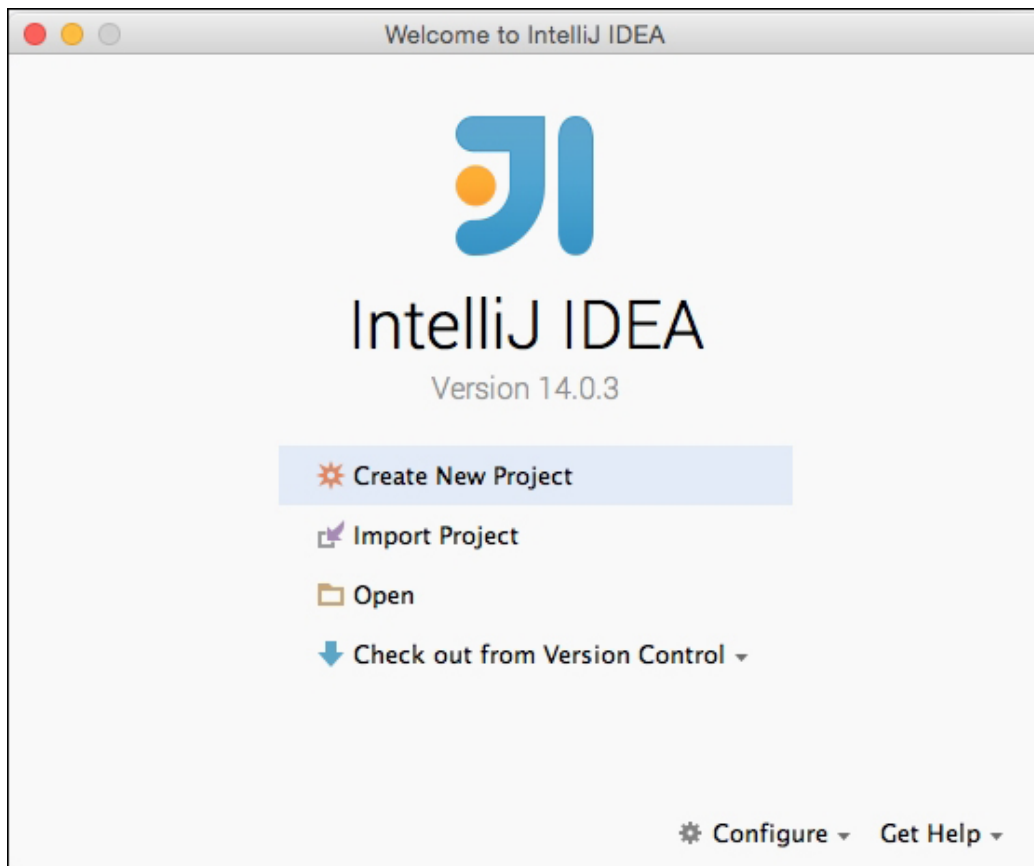 Welcome to IntelliJ IDEA
IntelliJ IDEA
Version 14.0.3
Create New Project
Import Project
Open
Check out from Version Control
Configure Get Help